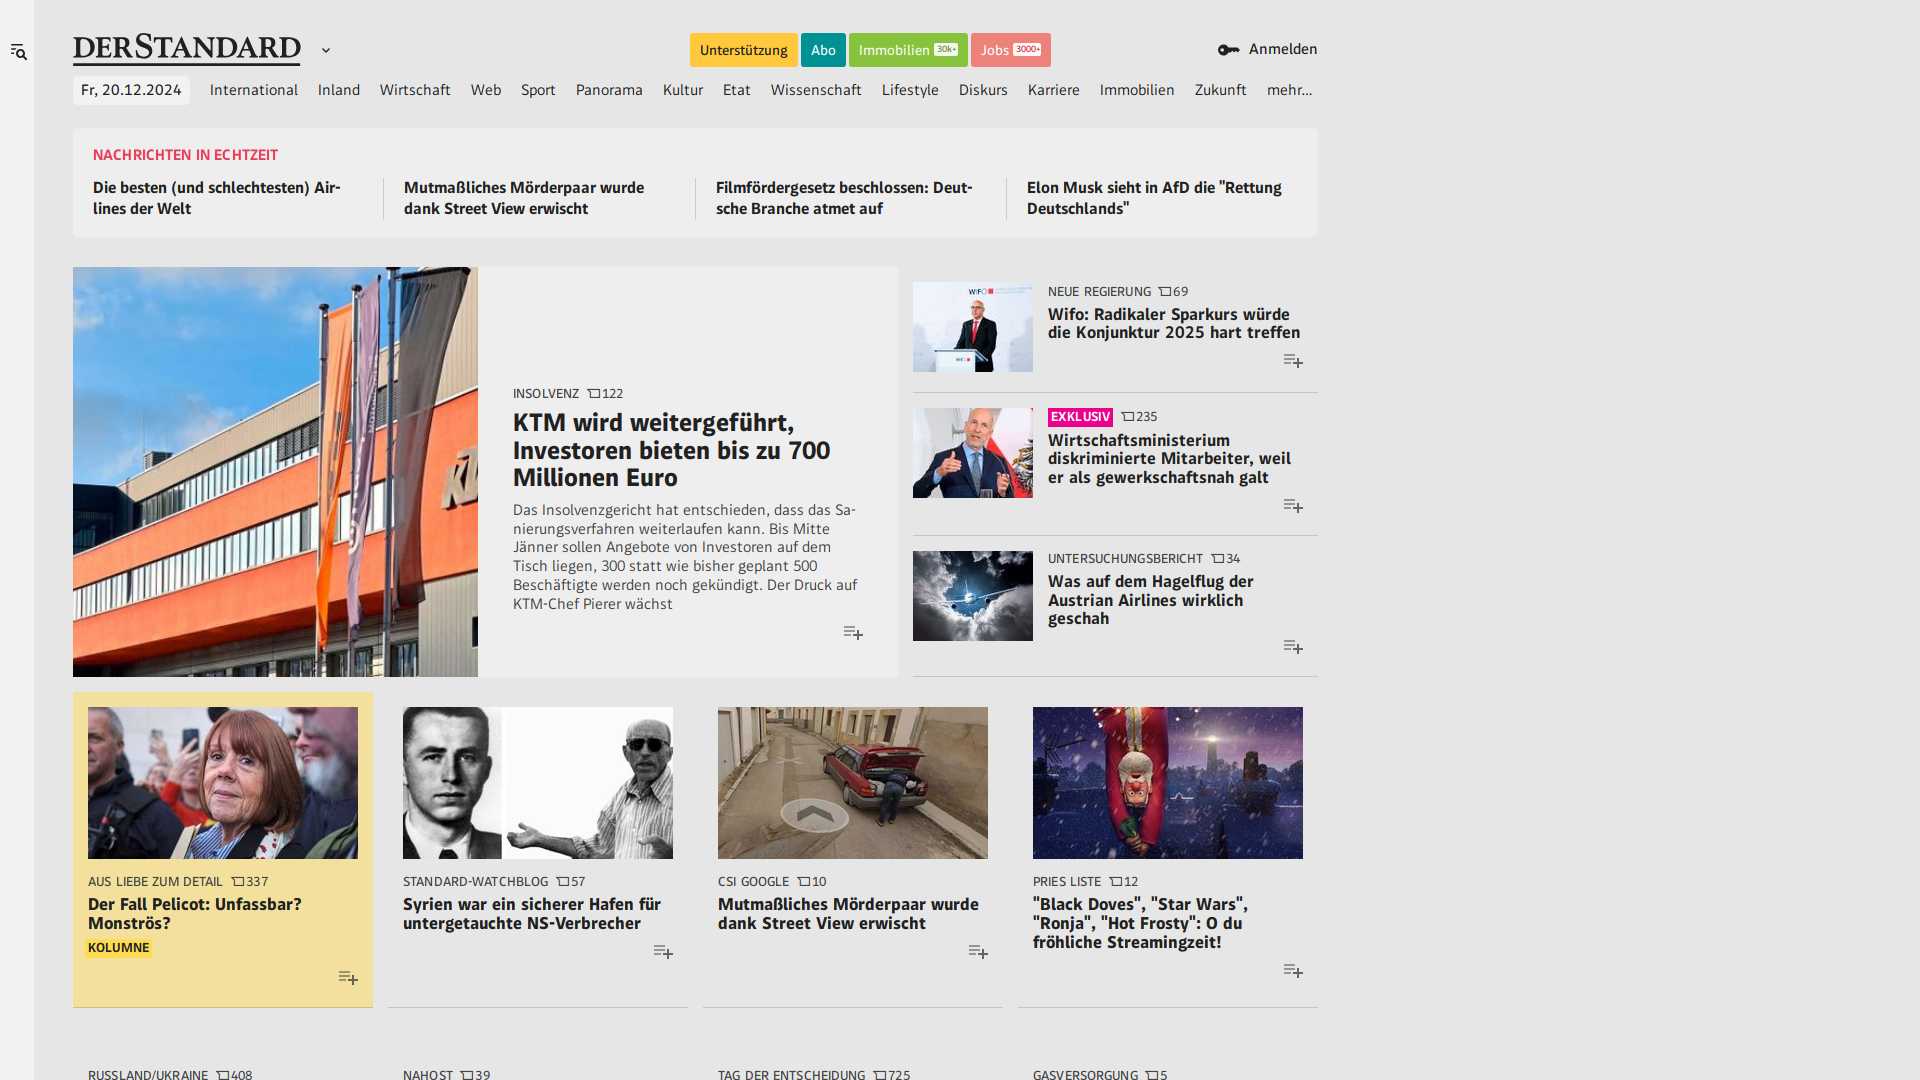 DERSTANDARD
Unterstützung
Abo
Immobilien 30k+
Jobs 3000+
Anmelden
Fr, 20.12.2024
International
Inland
Wirtschaft
Web
Sport
Panorama
Kultur
Etat
Wissenschaft
Lifestyle
Diskurs
Karriere
Immobilien
Zukunft
mehr...
NACHRICHTEN IN ECHTZEIT
Die besten (und schlechtesten) Air-
lines der Welt
Mutmaßliches Mörderpaar wurde
dank Street View erwischt
Filmfördergesetz beschlossen: Deut-
sche Branche atmet auf
Elon Musk sieht in AfD die "Rettung
Deutschlands"
INSOLVENZ 122
KTM wird weitergeführt,
Investoren bieten bis zu 700
Millionen Euro
Das Insolvenzgericht hat entschieden, dass das Sa-
nierungsverfahren weiterlaufen kann. Bis Mitte
Jänner sollen Angebote von Investoren auf dem
Tisch liegen, 300 statt wie bisher geplant 500
Beschäftigte werden noch gekündigt. Der Druck auf
KTM-Chef Pierer wächst
WIFO
NEUE REGIERUNG 69
Wifo: Radikaler Sparkurs würde
die Konjunktur 2025 hart treffen
EXKLUSIV 235
Wirtschaftsministerium
diskriminierte Mitarbeiter, weil
er als gewerkschaftsnah galt
UNTERSUCHUNGSBERICHT 34
Was auf dem Hagelflug der
Austrian Airlines wirklich
geschah
AUS LIEBE ZUM DETAIL 337
Der Fall Pelicot: Unfassbar?
Monströs?
KOLUMNE
STANDARD-WATCHBLOG 57
Syrien war ein sicherer Hafen für
untergetauchte NS-Verbrecher
CSI GOOGLE 10
Mutmaßliches Mörderpaar wurde
dank Street View erwischt
PRIES LISTE 12
"Black Doves", "Star Wars",
"Ronja", "Hot Frosty": O du
fröhliche Streamingzeit!
RUSSLAND/UKRAINE 408
NAHOST 39
TAG DER ENTSCHEIDUNG 725
GASVERSORGUNG 5